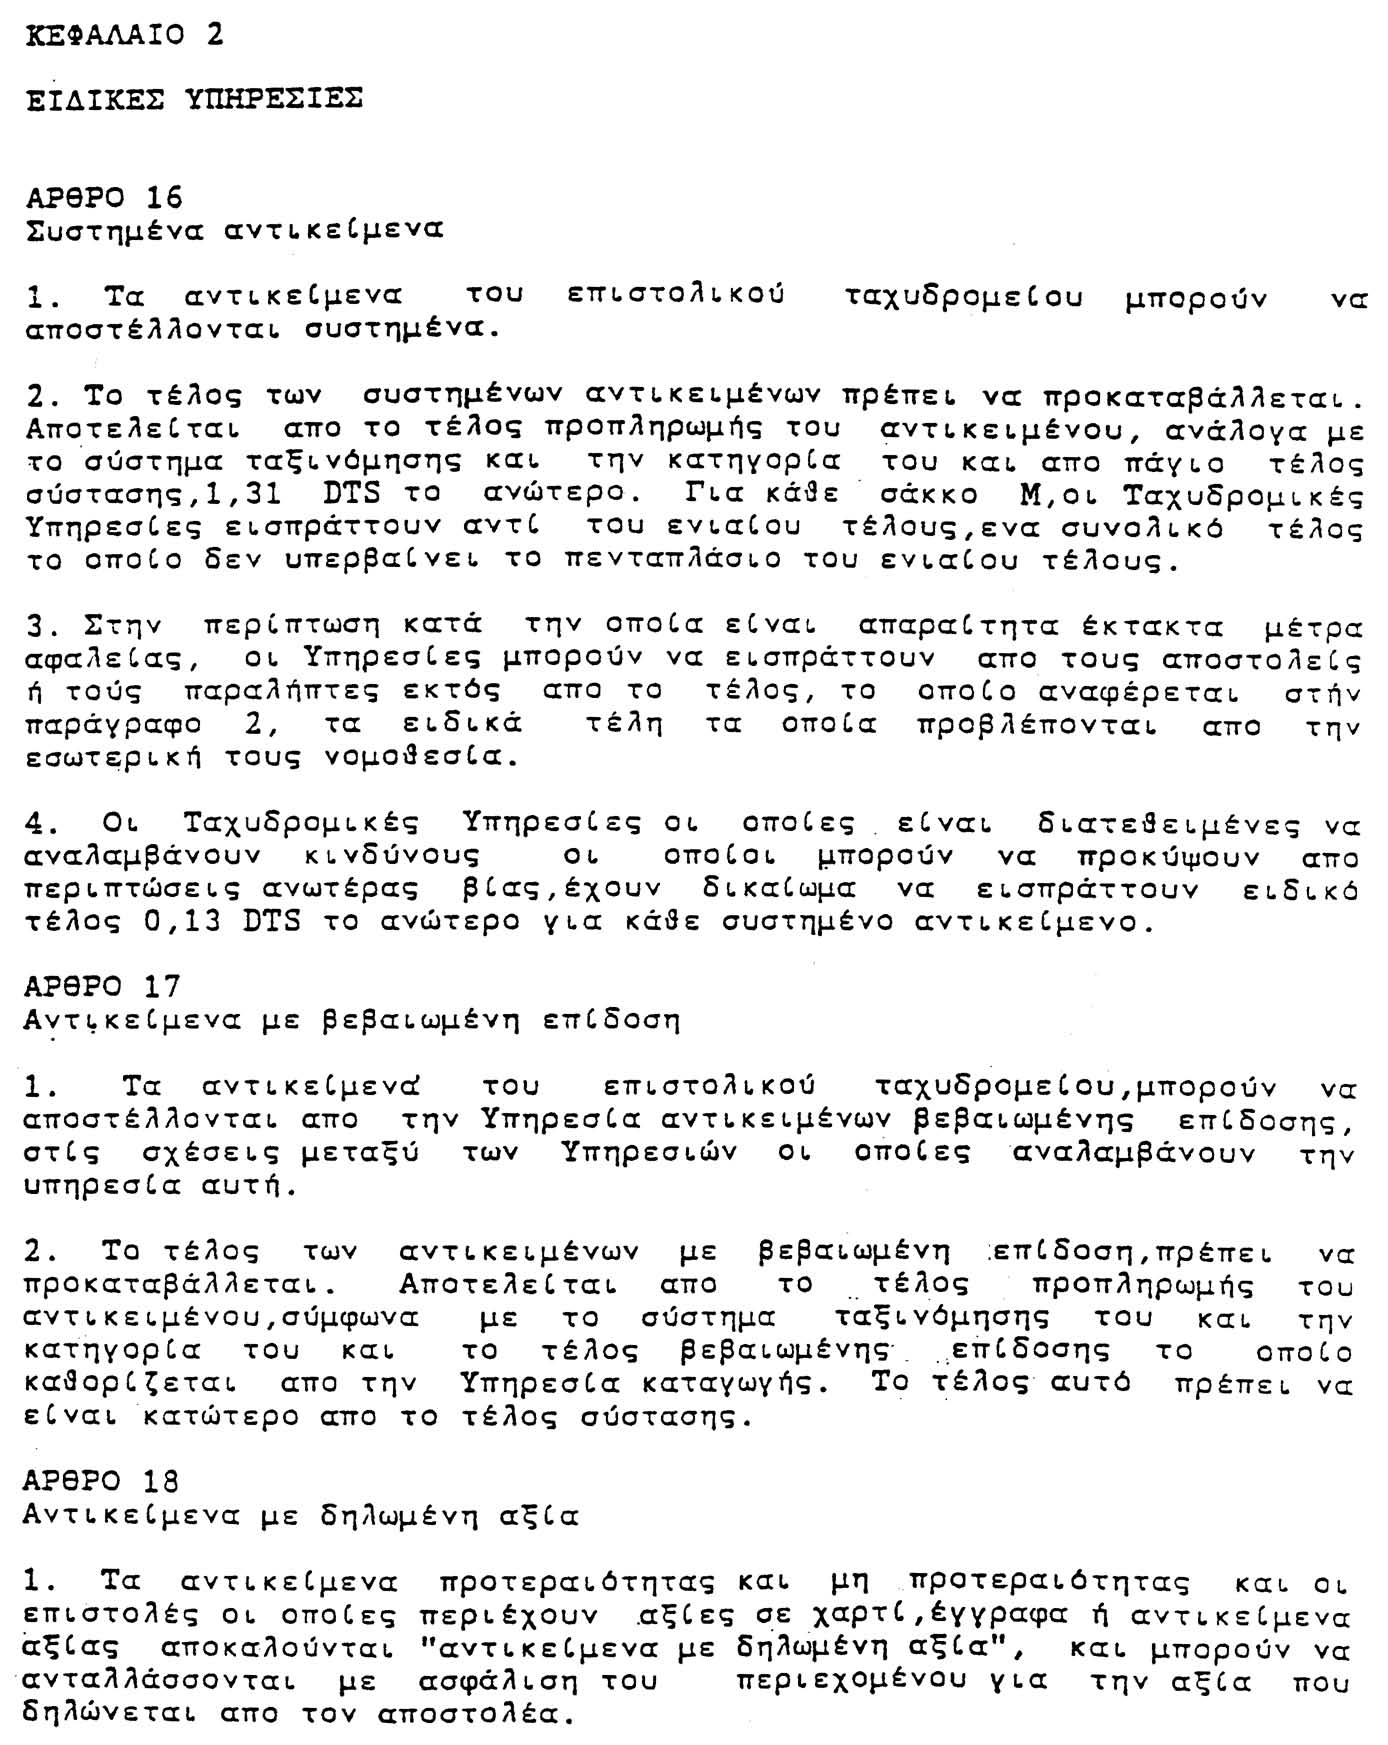 ΚΕΦΑΛΑΙΟ 2
ΕΙΔΙΚΕΣ ΥΠΗΡΕΣΙΕΣ
ΑΡΘΡΟ 16
Συστημένα αντικείμενα
1. Τα αντικείμενα του επιστολικού ταχυδρομείου μπορούν να
αποστέλλονται συστημένα.
2. Το τέλος των συστημένων αντικειμένων πρέπει να προκαταβάλλεται.
Αποτελείται απο το τέλος προπληρωμής του αντικειμένου, ανάλογα με
το σύστημα ταξινόμησης και την κατηγορία του και απο πάγιο τέλος
σύστασης,1,31 DTS το ανώτερο. Για κάθε σάκκο Μ,οι Ταχυδρομικές
Υπηρεσίες εισπράττουν αντί του ενιαίου τέλους,ενα συνολικό τέλος
το οποίο δεν υπερβαίνει το πενταπλάσιο του ενιαίου τέλους.
3. Στην περίπτωση κατά την οποία είναι απαραίτητα έκτακτα μέτρα
αφαλείας, οι Υπηρεσίες μπορούν να εισπράττουν απο τους αποστολείς
ή τούς παραλήπτες εκτός απο το τέλος, το οποίο αναφέρεται στήν
παράγραφο 2, τα ειδικά τέλη τα οποία προβλέπονται απο την
εσωτερική τους νομοθεσία.
4. Οι Ταχυδρομικές Υπηρεσίες οι οποίες είναι διατεθειμένες να
αναλαμβάνουν κινδύνους οι οποίοι μπορούν να προκύψουν απο
περιπτώσεις ανωτέρας βίας,έχουν δικαίωμα να εισπράττουν ειδικό
τέλος 0,13 DTS το ανώτερο για κάθε συστημένο αντικείμενο.
ΑΡΘΡΟ 17
Αντικείμενα με βεβαιωμένη επίδοση
1. Τα αντικείμενα του επιστολικού ταχυδρομείου,μπορούν να
αποστέλλονται απο την Υπηρεσία αντικειμένων βεβαιωμένης επίδοσης,
στίς σχέσεις μεταξύ των Υπηρεσιών οι οποίες αναλαμβάνουν την
υπηρεσία αυτή.
2. Το τέλος των αντικειμένων με βεβαιωμένη επίδοση,πρέπει να
προκαταβάλλεται. Αποτελείται απο το τέλος προπληρωμής του
αντικειμένου,σύμφωνα με το σύστημα ταξινόμησης του και την
κατηγορία του και το τέλος βεβαιωμένης επίδοσης το οποίο
καθορίζεται απο την Υπηρεσία καταγωγής. Το τέλος αυτό πρέπει να
είναι κατώτερο απο το τέλος σύστασης.
ΑΡΘΡΟ 18
Αντικείμενα με δηλωμένη αξία
1. Τα αντικείμενα προτεραιότητας και μη προτεραιότητας και οι
επιστολές οι οποίες περιέχουν αξίες σε χαρτί,έγγραφα ή αντικείμενα
αξίας αποκαλούνται "αντικείμενα με δηλωμένη αξία", και μπορούν να
ανταλλάσσονται με ασφάλιση του περιεχομένου για την αξία που
δηλώνεται απο τον αποστολέα.